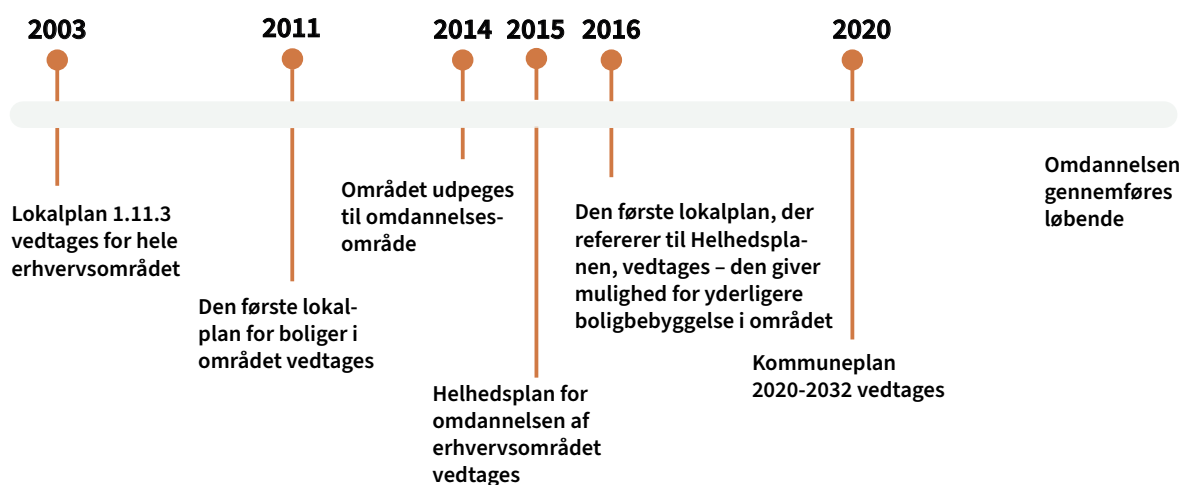 2003
Lokalplan 1.11.3
vedtages for hele
erhvervsområdet
2011
Den første lokal-
plan for boliger i
området vedtages
2014
Området udpeges
til omdannelses-
område
2015
Helhedsplan for
omdannelsen af
erhvervsområdet
vedtages
2016
Den første lokalplan, der
refererer til Helhedspla-
nen, vedtages – den giver
mulighed for yderligere
boligbebyggelse i området
2020
Kommuneplan
2020-2032 vedtages
Omdannelsen
gennemføres
løbende